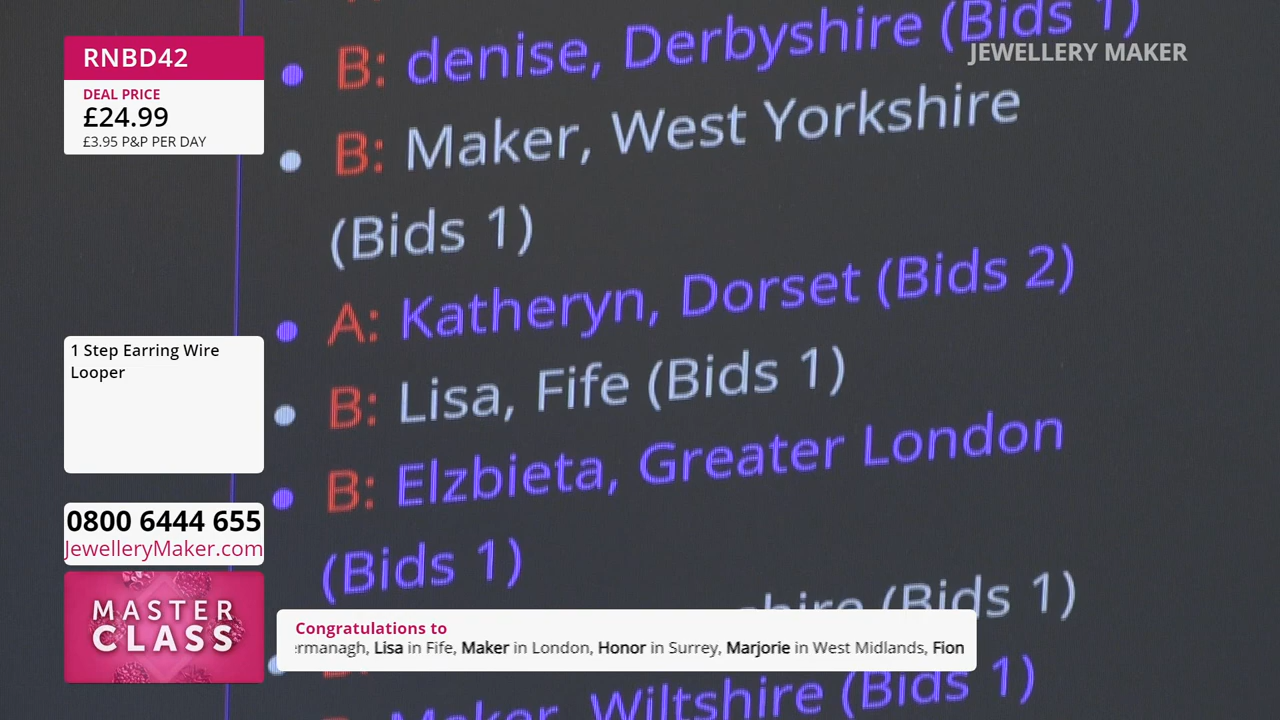 RNBD42
DEAL PRICE
£24.99
£3.95 P&P PER DAY
JEWELLERY MAKER
B: denise, Derbyshire (Bids 1)
B: Maker, West Yorkshire
(Bids 1)
A: Katheryn, Dorset (Bids 2)
B: Lisa, Fife (Bids 1)
B: Elzbieta, Greater London
(Bids 1)
(Bids 1)
Maker, Wiltshire (Bids 1)
1 Step Earring Wire
Looper
0800 6444 655
JewelleryMaker.com
MASTER
CLASS
Congratulations to
ermanagh, Lisa in Fife, Maker in London, Honor in Surrey, Marjorie in West Midlands, Fion